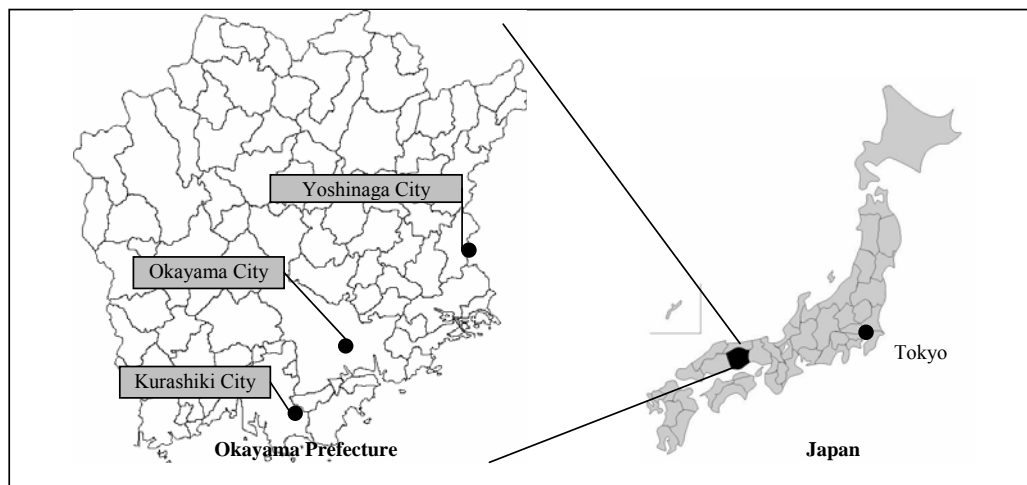 Yoshinaga City
Okayama City
Kurashiki City
Okayama Prefecture
Tokyo
Japan